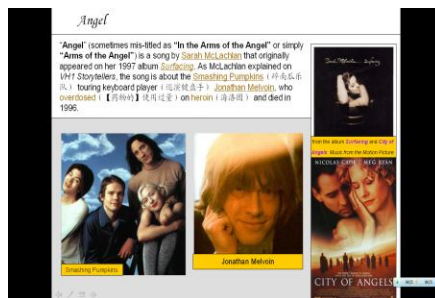 Angel
"Angel" (sometimes mis-titled as "In the Arms of the Angel" or simply
"Arms of the Angel") is a song by Sarah McLachlan that originally
appeared on her 1997 album Surfacing. As McLachlan explained on
VH1 Storytellers, the song is about the Smashing Pumpkins (碎南瓜乐
队) touring keyboard player (巡演键盘手) Jonathan Melvoin, who
overdosed (【药物的】使用过量) on heroin (海洛因) and died in
1996.
Sarah McLachlan Surfacing
from the album Surfacing and City of
Angels: Music from the Motion Picture
NICOLAS CAGE / MEG RYAN
CITY OF ANGELS
Smashing Pumpkins
Jonathan Melvoin